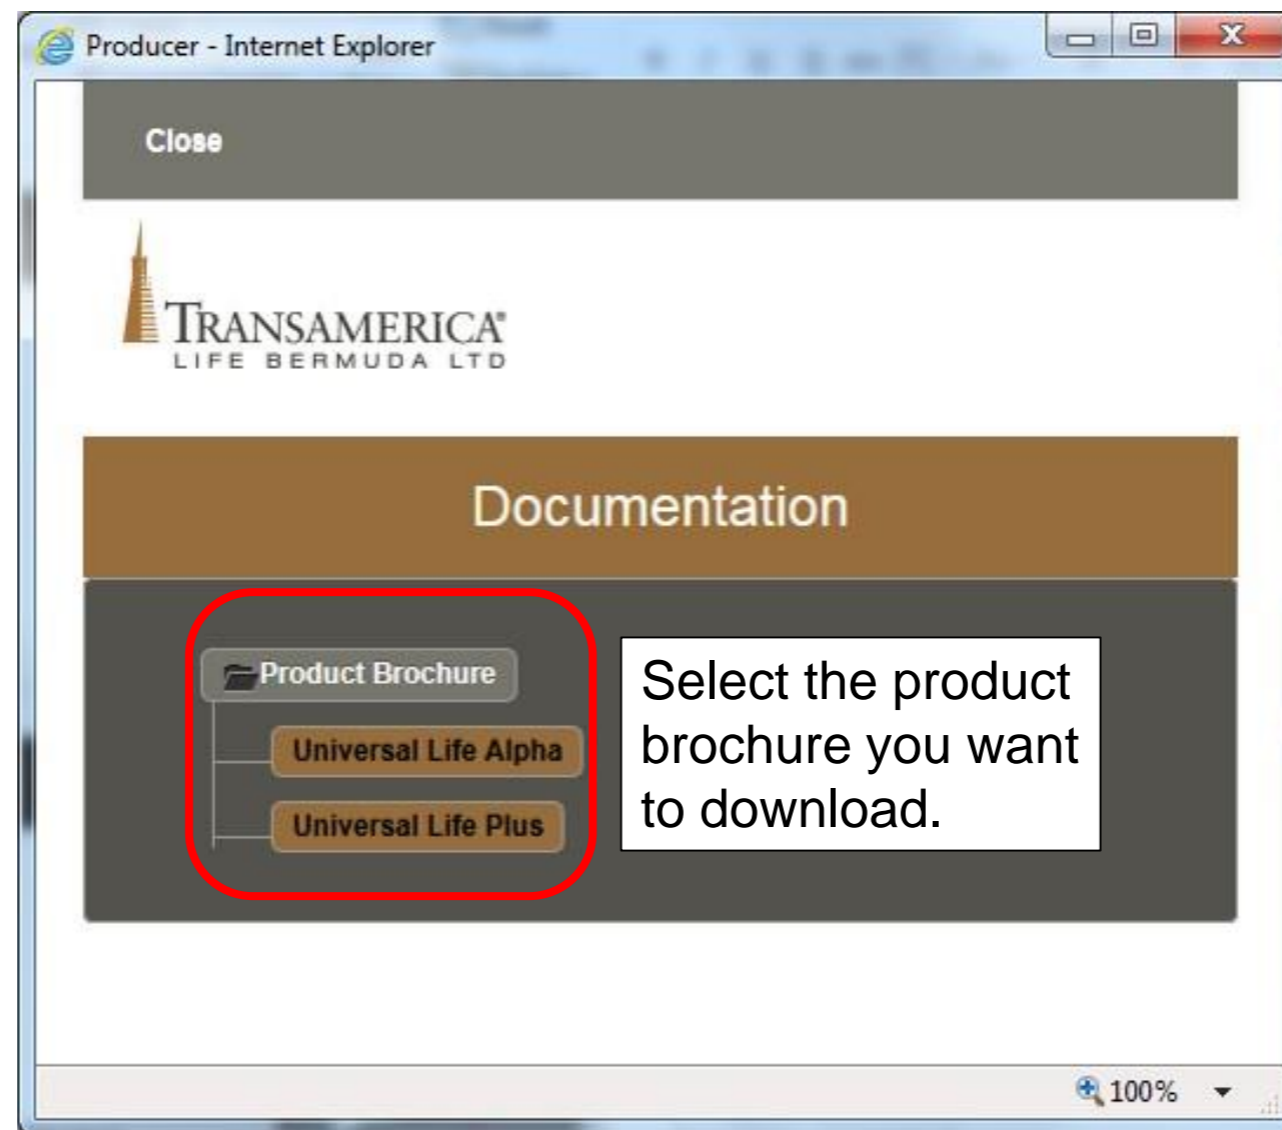 Producer - Internet Explorer
Close
TRANSAMERICA®
LIFE BERMUDA LTD
Documentation
Product Brochure
Universal Life Alpha
Universal Life Plus
Select the product
brochure you want
to download.
100%